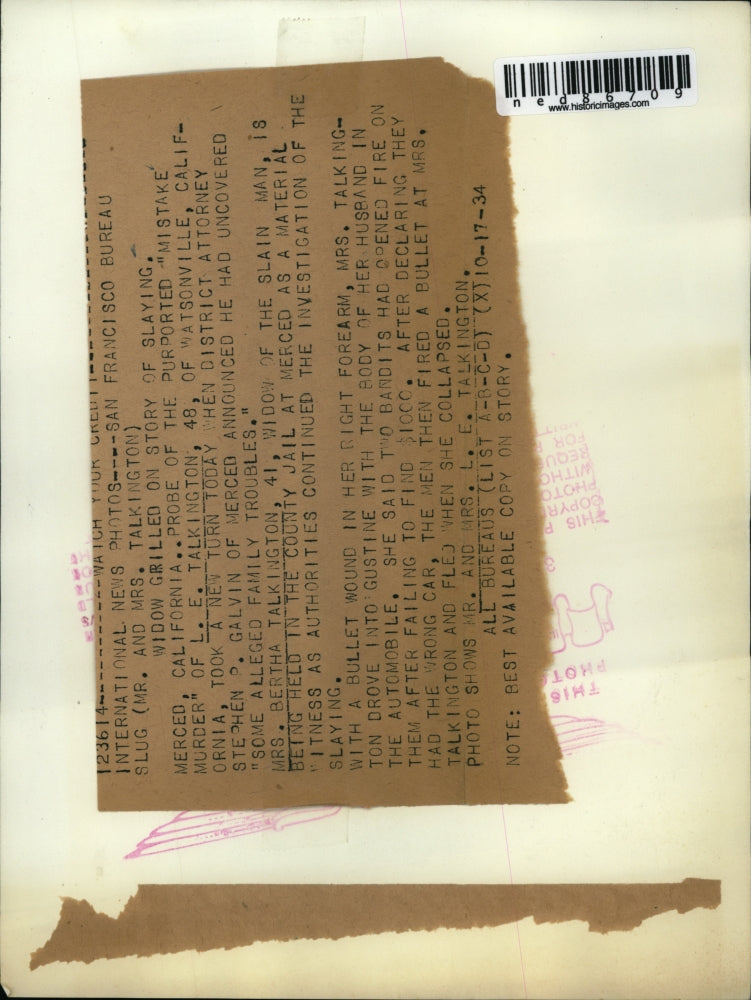 123614------------WATCH YOUR CREDIT
INTERNATIONAL NEWS PHOTOS----SAN FRANCISCO BUREAU
SLUG (MR. AND MRS. TALKINGTON)
WIDOW GRILLED ON STORY OF SLAYING.
MERCED, CALIFORNIA..PROBE OF THE PURPORTED "MISTAKE
MURDER" OF L. E. TALKINGTON, 48, OF WATSONVILLE, CALIF-
ORNIA, TOOK A NEW TURN TODAY WHEN DISTRICT ATTORNEY
STEPHEN P. GALVIN OF MERCED ANNOUNCED HE HAD UNCOVERED
"SOME ALLEGED FAMILY TROUBLES."
MRS. BERTHA TALKINGTON, 41, WIDOW OF THE SLAIN MAN, IS
BEING HELD IN THE COUNTY JAIL AT MERCED AS A MATERIAL
WITNESS AS AUTHORITIES CONTINUED THE INVESTIGATION OF THE
SLAYING.
WITH A BULLET WOUND IN HER RIGHT FOREARM, MRS. TALKING-
TON DROVE INTO GUSTINE WITH THE BODY OF HER HUSBAND IN
THE AUTOMOBILE. SHE SAID TWO BANDITS HAD OPENED FIRE ON
THEM AFTER FAILING TO FIND $1000. AFTER DECLARING THEY
HAD THE WRONG CAR, THE MEN THEN FIRED A BULLET AT MRS.
TALKINGTON AND FLED WHEN SHE COLLAPSED.
PHOTO SHOWS MR. AND MRS. L. E. TALKINGTON.
ALL BUREAUS (LIST A-B-C-D) (X)10-17-34
NOTE: BEST AVAILABLE COPY ON STORY.
ned86709
www.historicimages.com
THIS
PHOTO